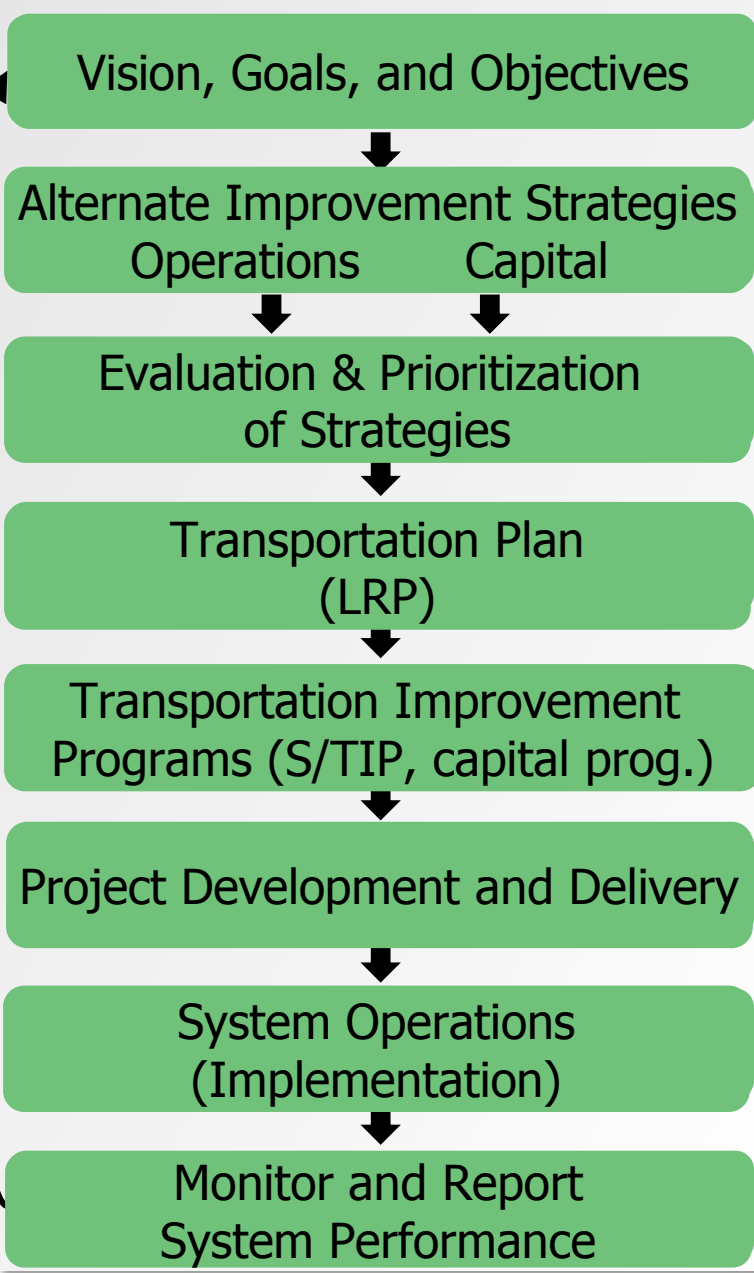 Vision, Goals, and Objectives
Alternate Improvement Strategies
Operations Capital
Evaluation & Prioritization
of Strategies
Transportation Plan
(LRP)
Transportation Improvement
Programs (S/TIP, capital prog.)
Project Development and Delivery
System Operations
(Implementation)
Monitor and Report
System Performance